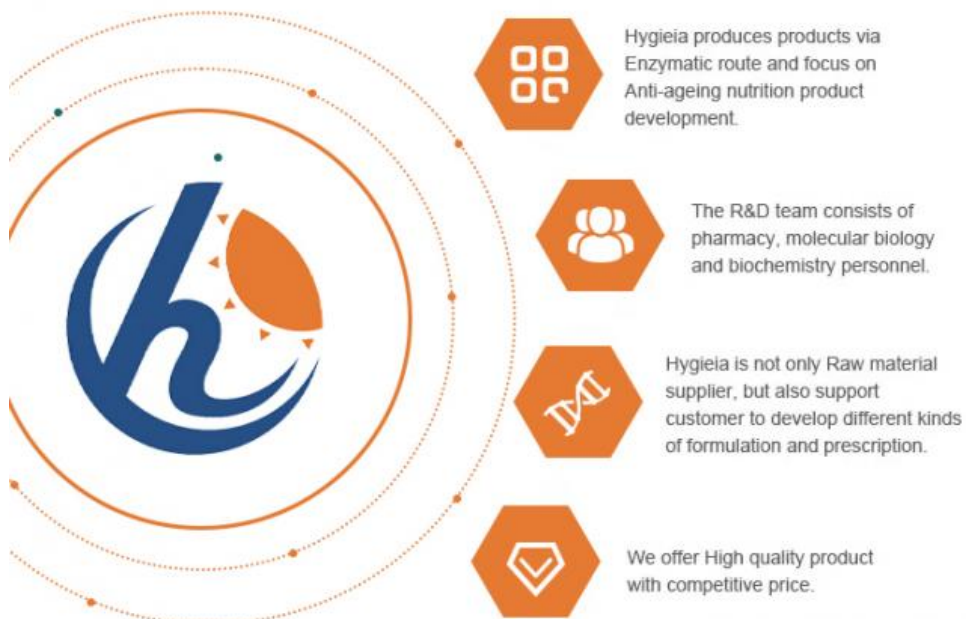 Hygieia produces products via
Enzymatic route and focus on
Anti-ageing nutrition product
development.
The R&D team consists of
pharmacy, molecular biology
and biochemistry personnel.
Hygieia is not only Raw material
supplier, but also support
customer to develop different kinds
of formulation and prescription.
We offer High quality product
with competitive price.